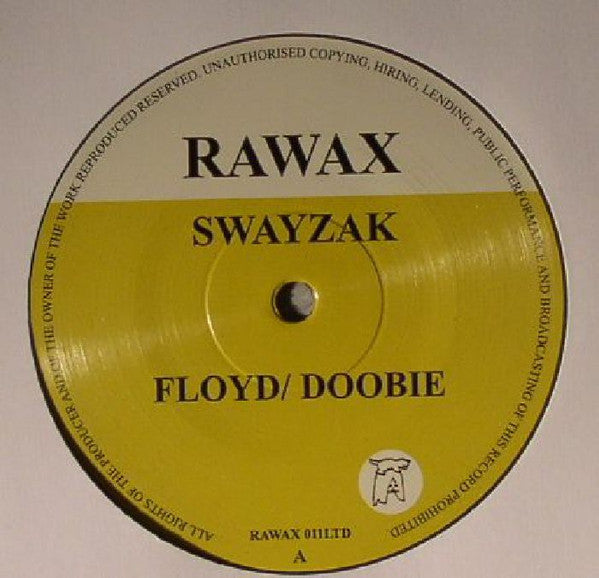 ALL RIGHTS OF THE PRODUCER AND OF THE OWNER OF THE WORK REPRODUCED RESERVED. UNAUTHORISED COPYING, HIRING, LENDING, PUBLIC PERFORMANCE AND BROADCASTING OF THIS RECORD PROHIBITED
RAWAX
SWAYZAK
FLOYD/ DOOBIE
RAWAX 011LTD
A